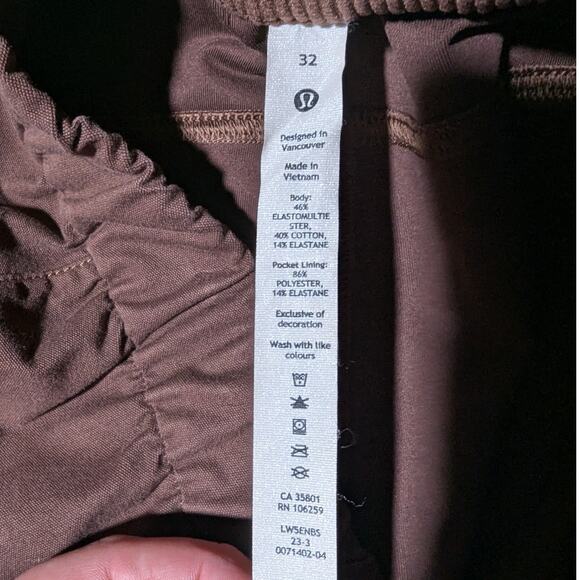 32
Designed in
Vancouver
Made in
Vietnam
Body:
46%
ELASTOMULTIE
STER,
40% COTTON,
14% ELASTANE
Pocket Lining:
86%
POLYESTER,
14% ELASTANE
Exclusive of
decoration
Wash with like
colours
CA 35801
RN 106259
LW5ENBS
23-3
0071402-04